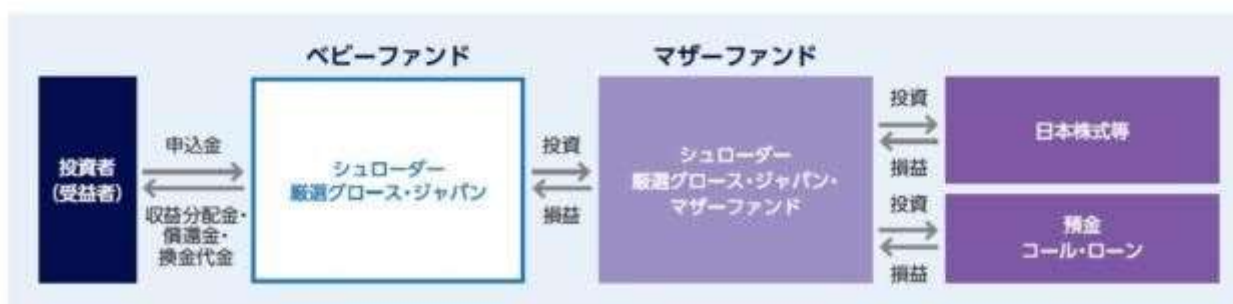 ベビーファンド
マザーファンド
投資者
(受益者)
申込金
収益分配金・
償還金・
換金代金
シュローダー
厳選グロース・ジャパン
投資
損益
シュローダー
厳選グロース・ジャパン・
マザーファンド
投資
損益
日本株式等
投資
損益
預金
コール・ローン